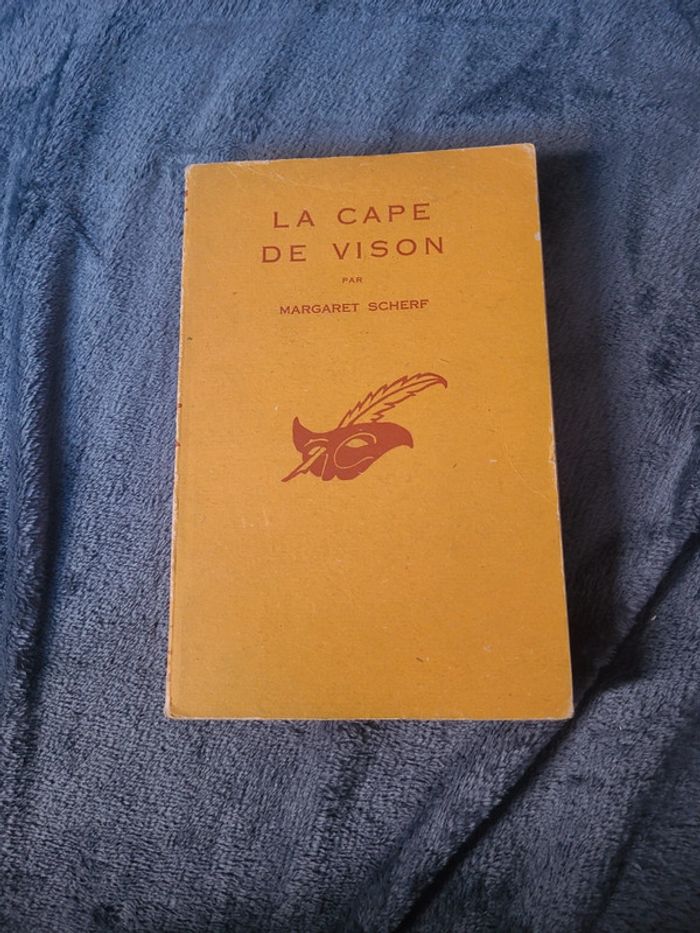 LA CAPE
DE VISON
PAR
MARGARET SCHERF